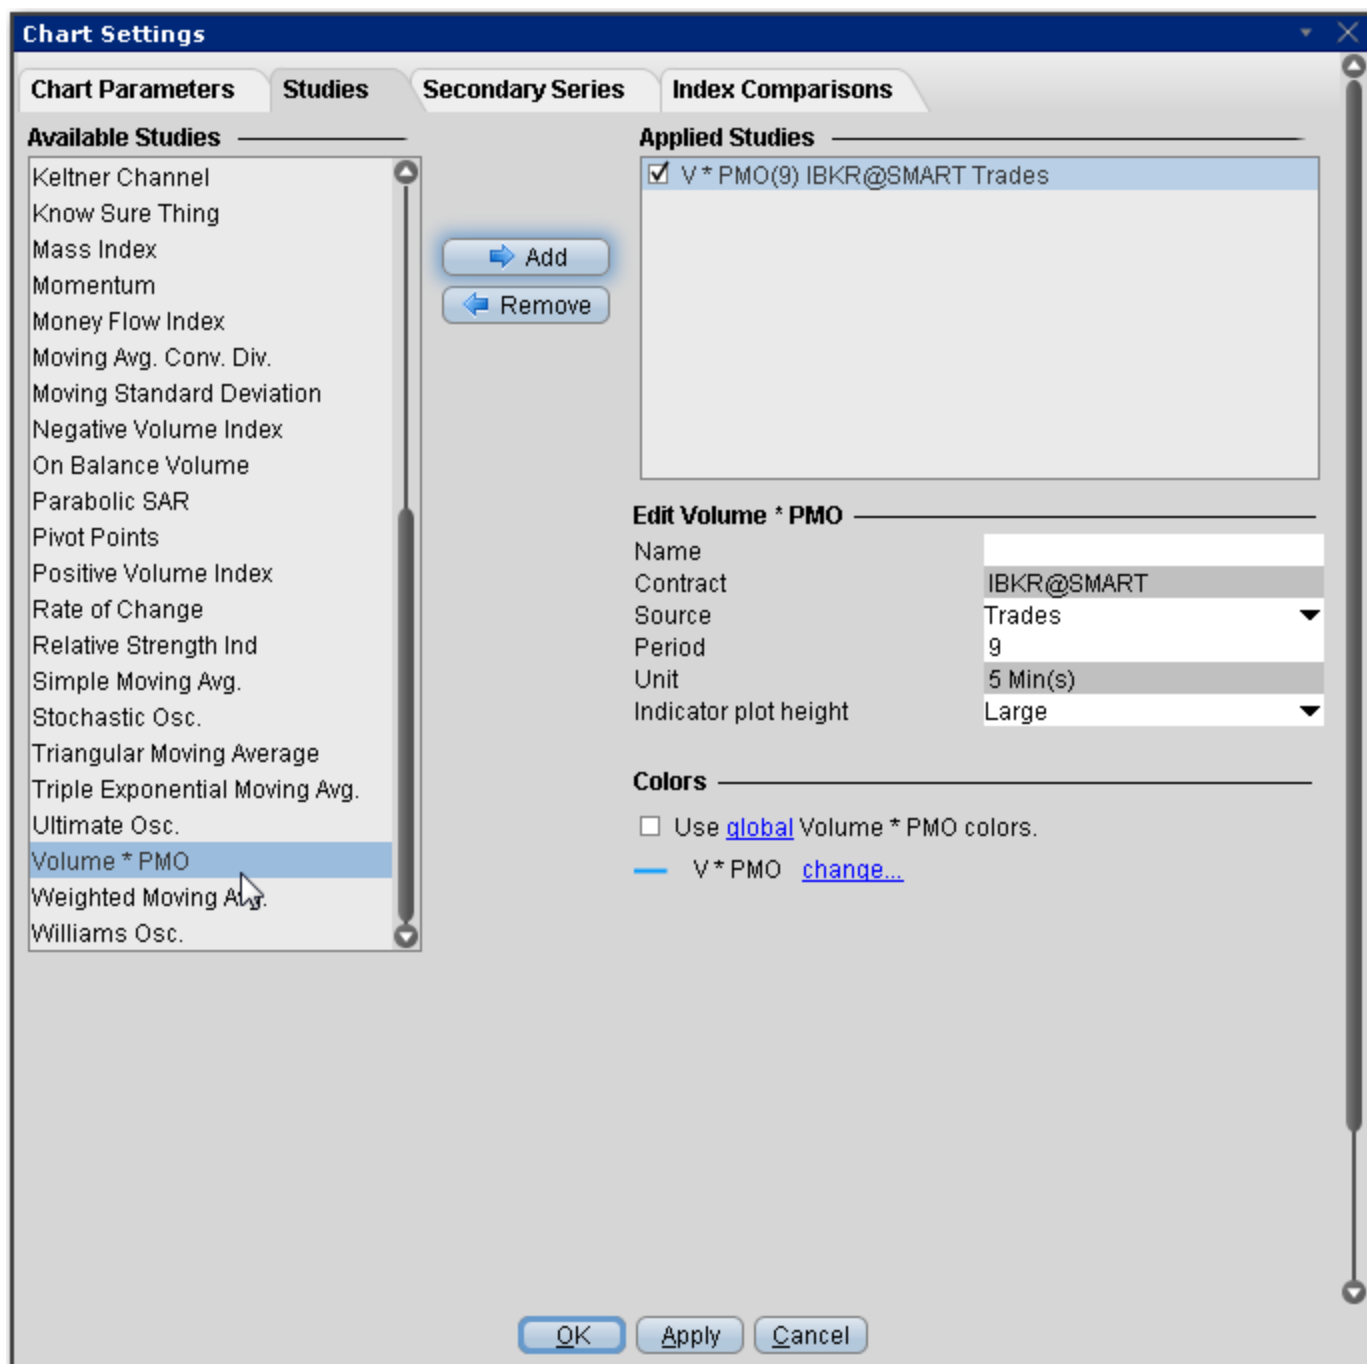 Chart Settings
Chart Parameters
Studies
Secondary Series
Index Comparisons
Available Studies
Keltner Channel
Know Sure Thing
Mass Index
Momentum
Money Flow Index
Moving Avg. Conv. Div.
Moving Standard Deviation
Negative Volume Index
On Balance Volume
Parabolic SAR
Pivot Points
Positive Volume Index
Rate of Change
Relative Strength Ind
Simple Moving Avg.
Stochastic Osc.
Triangular Moving Average
Triple Exponential Moving Avg.
Ultimate Osc.
Volume * PMO
Weighted Moving Avg.
Williams Osc.
Add
Remove
Applied Studies
V * PMO(9) IBKR@SMART Trades
Edit Volume * PMO
Name
Contract IBKR@SMART
Source Trades
Period 9
Unit 5 Min(s)
Indicator plot height Large
Colors
Use global Volume * PMO colors.
V * PMO change...
OK
Apply
Cancel